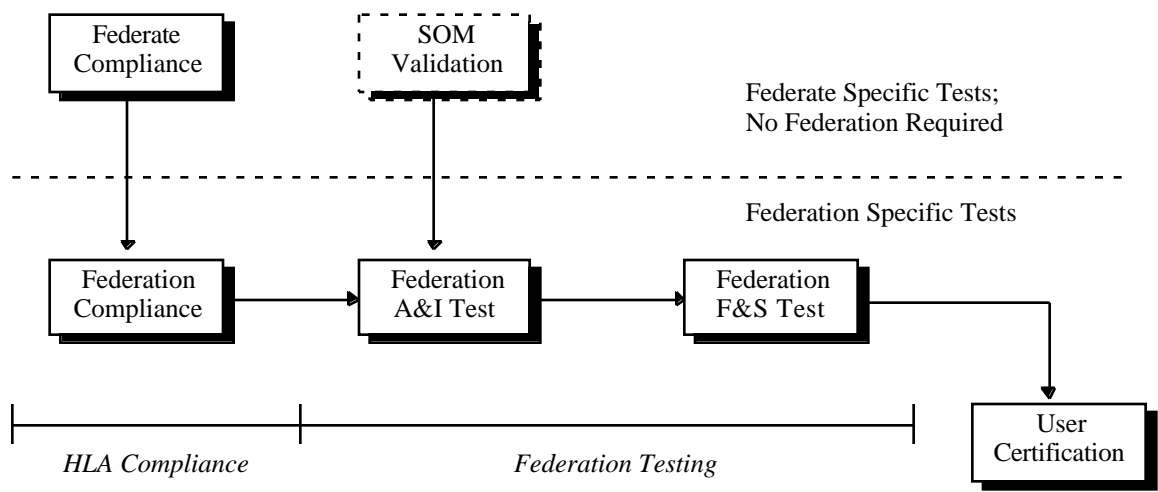 Federate
Compliance
SOM
Validation
Federate Specific Tests;
No Federation Required
Federation Specific Tests
Federation
Compliance
Federation
A&I Test
Federation
F&S Test
User
Certification
HLA Compliance
Federation Testing